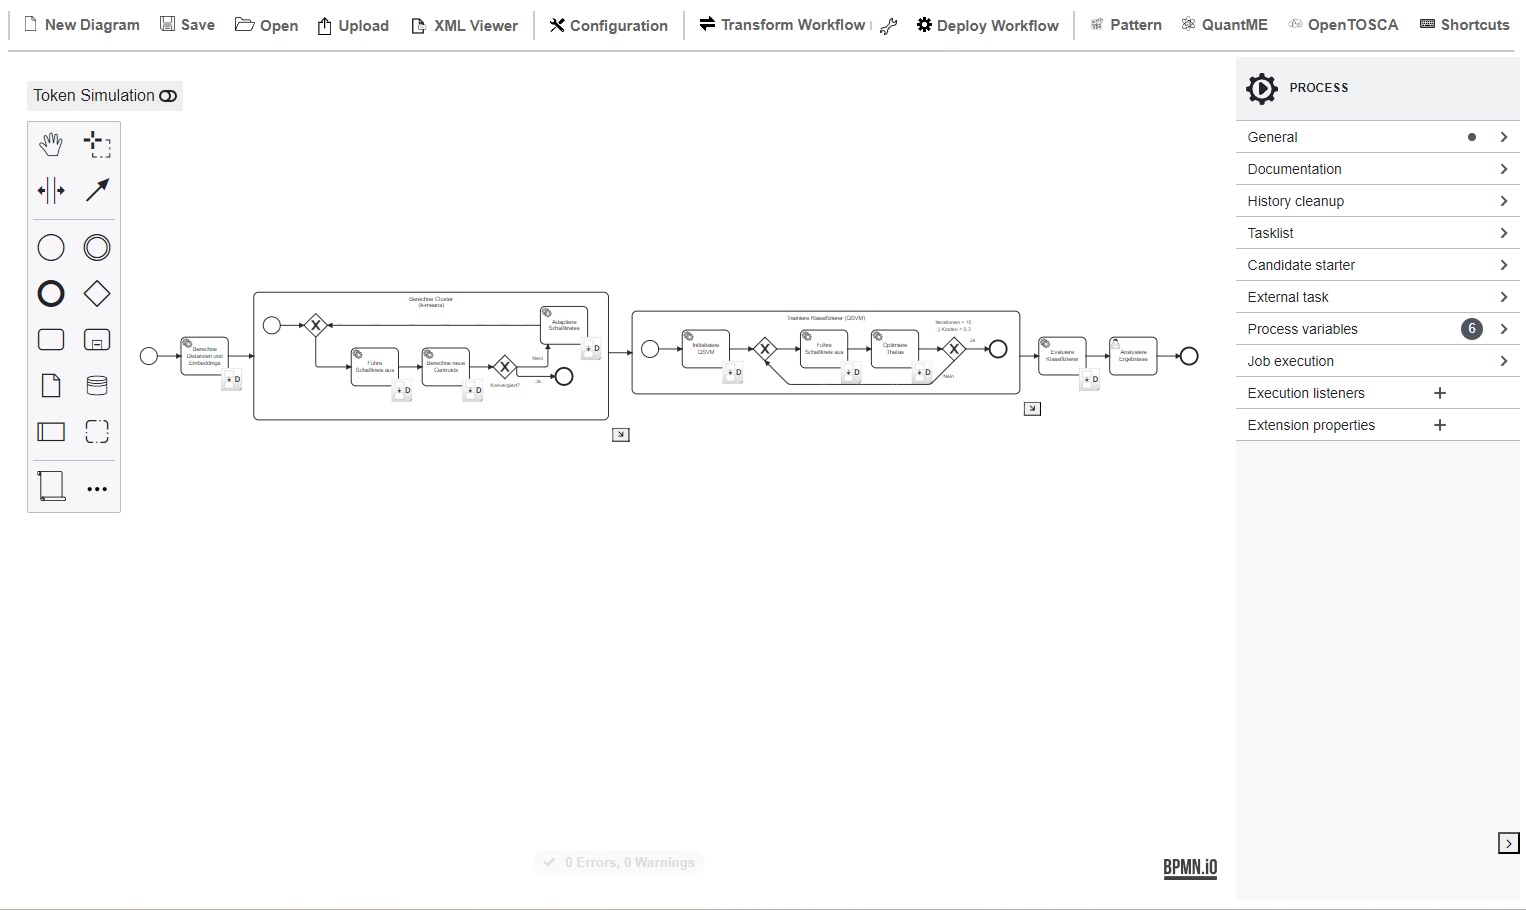 New Diagram
Save
Open
Upload
XML Viewer
Configuration
Transform Workflow
Deploy Workflow
Pattern
QuantME
OpenTOSCA
Shortcuts
Token Simulation
PROCESS
General
Documentation
History cleanup
Tasklist
Candidate starter
External task
Process variables 6
Job execution
Execution listeners
Extension properties
Berechne
Distanzen und
Embeddings
D
Berechne Cluster
(k-means)
X
Führe
Schaltkreis aus
D
Berechne neue
Centroids
D
X
Konvergiert?
Nein
Ja
Adaptiere
Schaltkreise
D
Trainiere Klassifizierer (QSVM)
Initialisiere
QSVM
D
X
Führe
Schaltkreis aus
D
Optimiere
Thetas
D
Iterationen > 10
|| Kosten < 0.3
X
Ja
Nein
Evaluiere
Klassifizierer
D
Analysiere
Ergebnisse
0 Errors, 0 Warnings
BPMN.iO